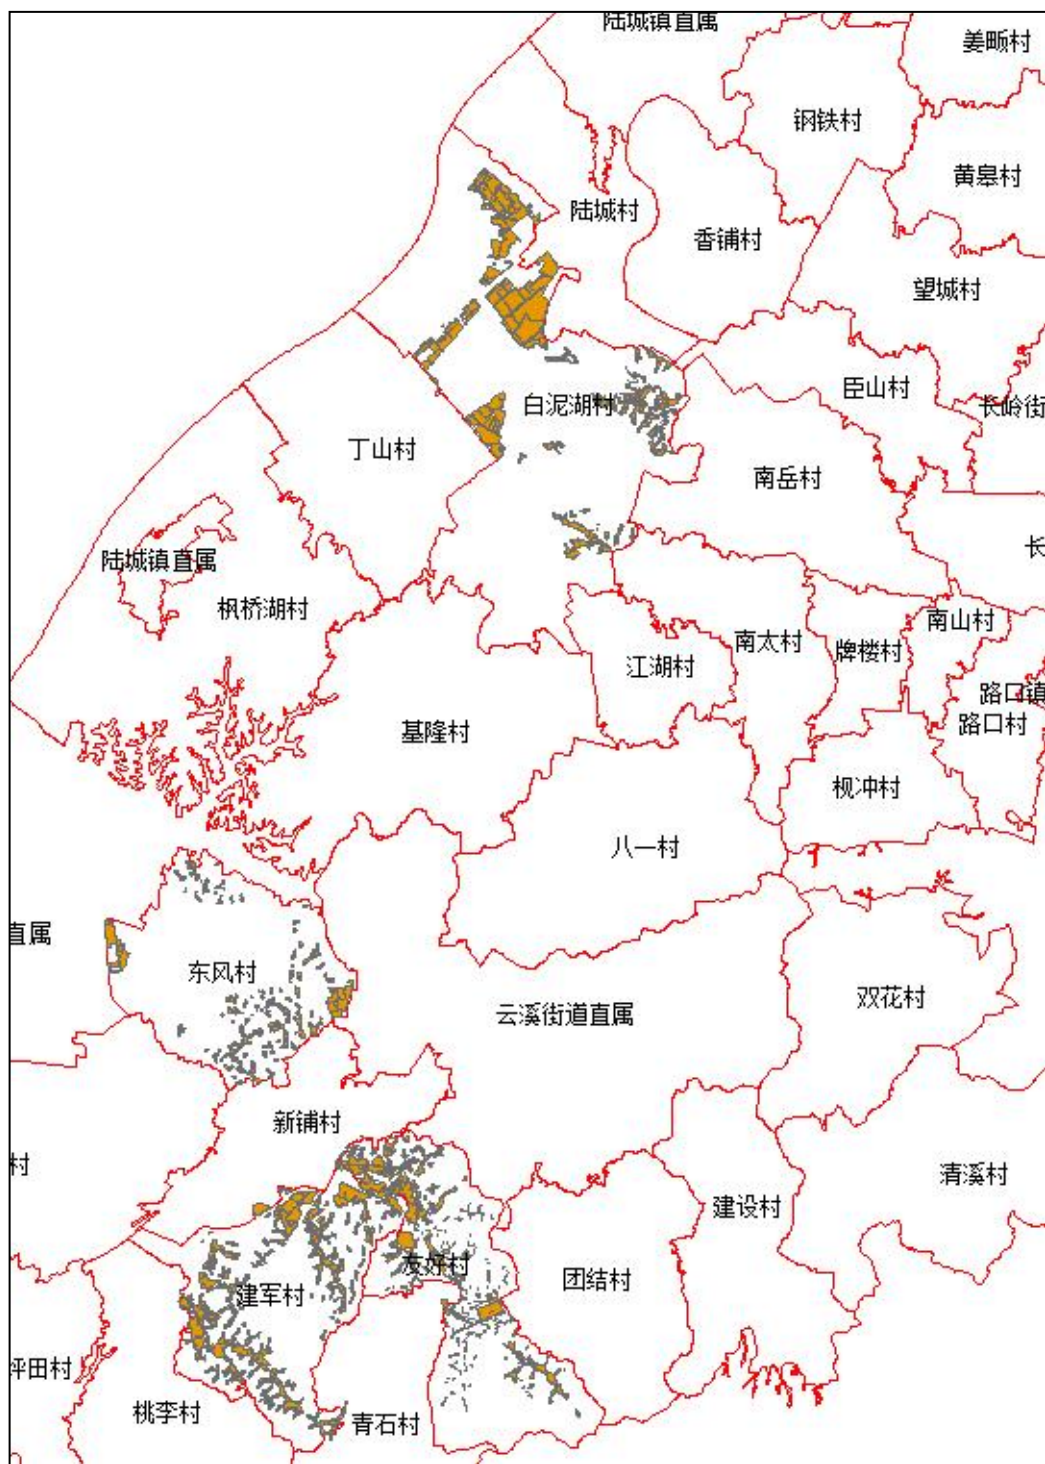 陆城镇直属
姜畈村
钢铁村
黄皋村
陆城村
香铺村
望城村
臣山村
白泥湖村
长岭街
丁山村
南岳村
长
陆城镇直属
枫桥湖村
南山村
南太村
牌楼村
江湖村
路口镇
路口村
基隆村
枧冲村
八一村
直属
东风村
双花村
云溪街道直属
新铺村
村
清溪村
建设村
友好村
团结村
建军村
坪田村
桃李村
青石村